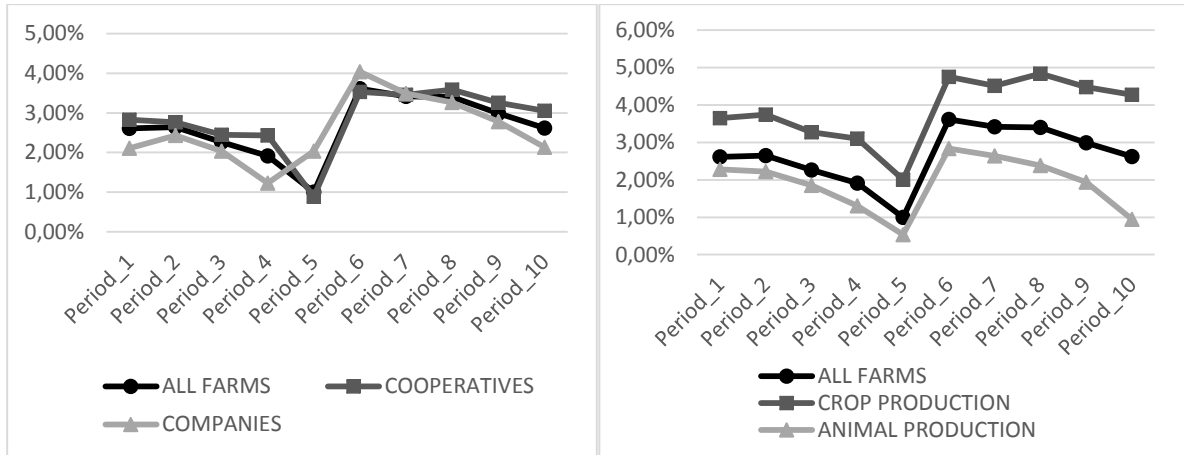 5,00%
4,00%
3,00%
2,00%
1,00%
0,00%
Period_1
Period_2
Period_3
Period_4
Period_5
Period_6
Period_7
Period_8
Period_9
Period_10
ALL FARMS
COOPERATIVES
COMPANIES
6,00%
5,00%
4,00%
3,00%
2,00%
1,00%
0,00%
Period_1
Period_2
Period_3
Period_4
Period_5
Period_6
Period_7
Period_8
Period_9
Period_10
ALL FARMS
CROP PRODUCTION
ANIMAL PRODUCTION